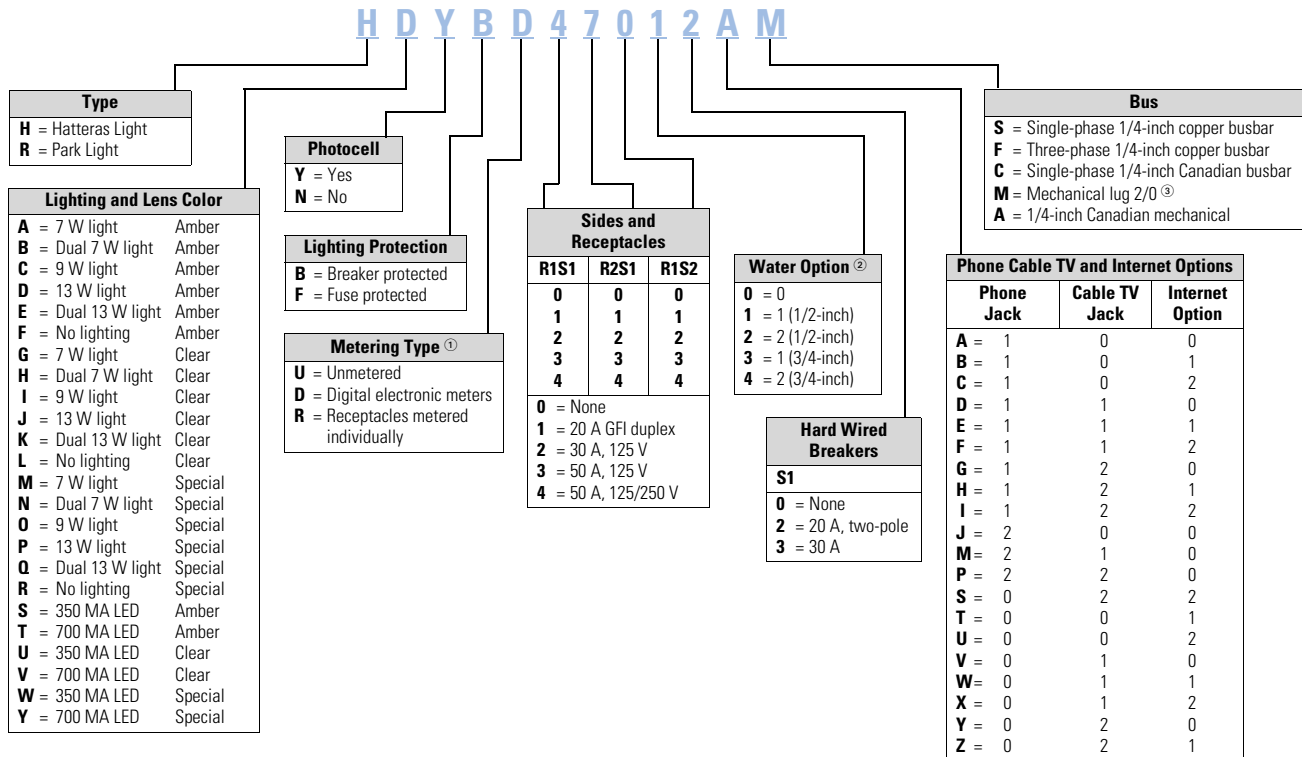 H D Y B D 4 7 0 1 2 A M
Type
H = Hatteras Light
R = Park Light
Lighting and Lens Color
A = 7 W light Amber
B = Dual 7 W light Amber
C = 9 W light Amber
D = 13 W light Amber
E = Dual 13 W light Amber
F = No lighting Amber
G = 7 W light Clear
H = Dual 7 W light Clear
I = 9 W light Clear
J = 13 W light Clear
K = Dual 13 W light Clear
L = No lighting Clear
M = 7 W light Special
N = Dual 7 W light Special
O = 9 W light Special
P = 13 W light Special
Q = Dual 13 W light Special
R = No lighting Special
S = 350 MA LED Amber
T = 700 MA LED Amber
U = 350 MA LED Clear
V = 700 MA LED Clear
W = 350 MA LED Special
Y = 700 MA LED Special
Photocell
Y = Yes
N = No
Lighting Protection
B = Breaker protected
F = Fuse protected
Metering Type ①
U = Unmetered
D = Digital electronic meters
R = Receptacles metered
individually
Sides and
Receptacles
R1S1 R2S1 R1S2
0 0 0
1 1 1
2 2 2
3 3 3
4 4 4
0 = None
1 = 20 A GFI duplex
2 = 30 A, 125 V
3 = 50 A, 125 V
4 = 50 A, 125/250 V
Water Option ②
0 = 0
1 = 1 (1/2-inch)
2 = 2 (1/2-inch)
3 = 1 (3/4-inch)
4 = 2 (3/4-inch)
Hard Wired
Breakers
S1
0 = None
2 = 20 A, two-pole
3 = 30 A
Bus
S = Single-phase 1/4-inch copper busbar
F = Three-phase 1/4-inch copper busbar
C = Single-phase 1/4-inch Canadian busbar
M = Mechanical lug 2/0 ③
A = 1/4-inch Canadian mechanical
Phone Cable TV and Internet Options
Phone Cable TV Internet
Jack Jack Option
A = 1 0 0
B = 1 0 1
C = 1 0 2
D = 1 1 0
E = 1 1 1
F = 1 1 2
G = 1 2 0
H = 1 2 1
I = 1 2 2
J = 2 0 0
M = 2 1 0
P = 2 2 0
S = 0 2 2
T = 0 0 1
U = 0 0 2
V = 0 1 0
W = 0 1 1
X = 0 1 2
Y = 0 2 0
Z = 0 2 1